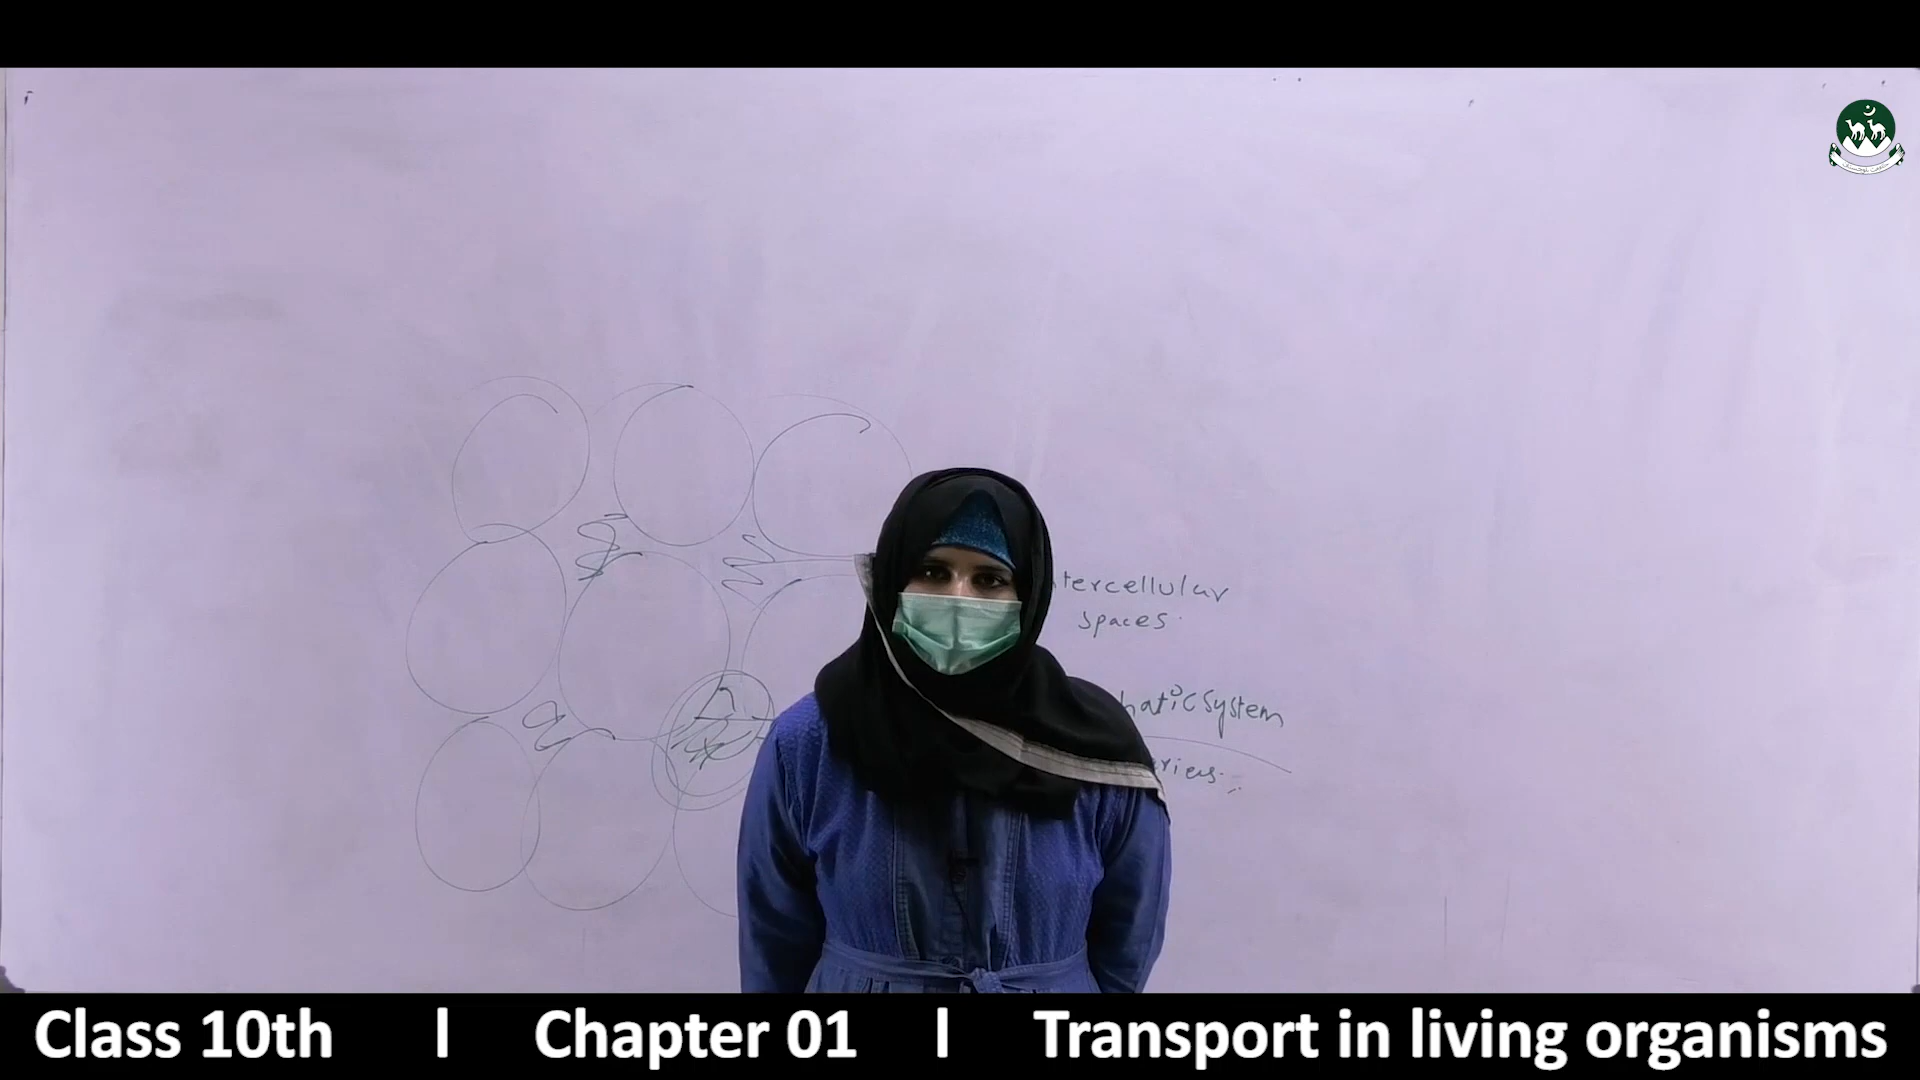 tercellular
spaces.
hatic System
ries.
Class 10th | Chapter 01 | Transport in living organisms